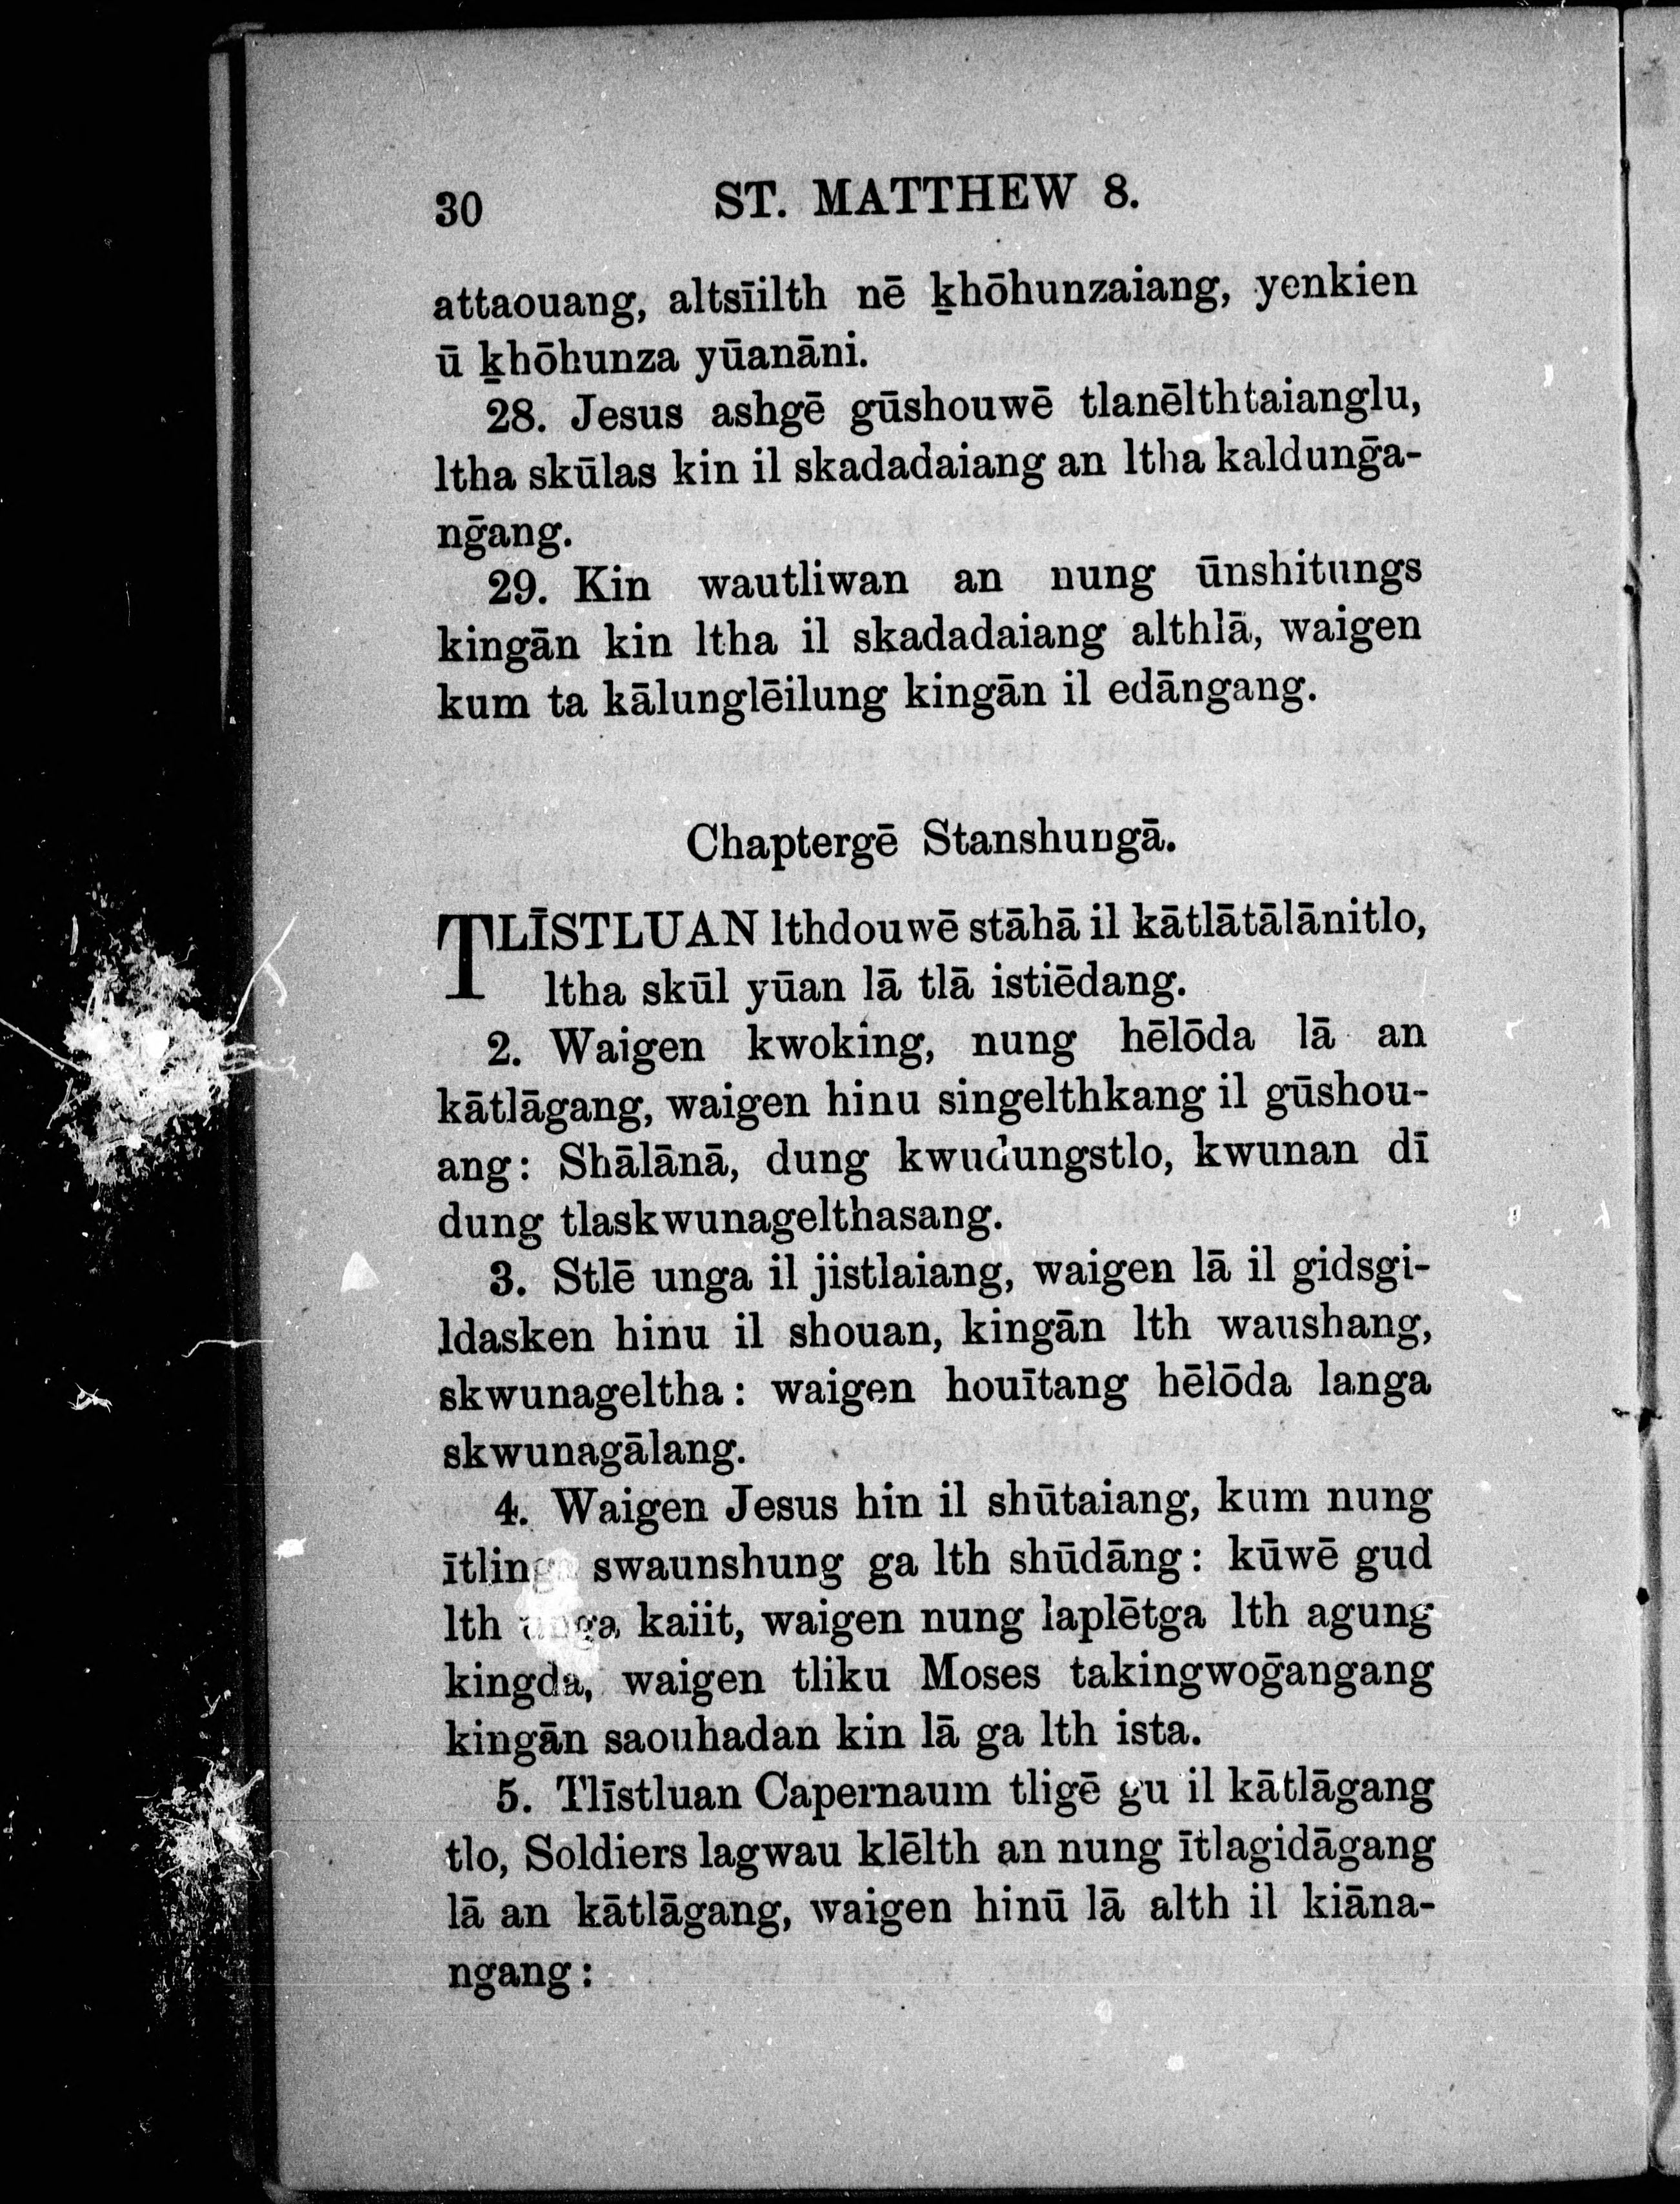 30 ST. MATTHEW 8.
attaouang, altsīilth nē ḵhōhunzaiang, yenkien
ū ḵhōhunza yūanāni.
28. Jesus ashgē gūshouwē tlanēlthtaianglu,
ltha skūlas kin il skadadaiang an ltha kaldunḡa-
nḡang.
29. Kin wautliwan an nung ūnshitungs
kingān kin ltha il skadadaiang althlā, waigen
kum ta kālunglēilung kingān il edāngang.
Chaptergē Stanshungā.
TLĪSTLUAN lthdouwē stāhā il kātlātālānitlo,
ltha skūl yūan lā tlā istiēdang.
2. Waigen kwoking, nung hēlōda lā an
kātlāgang, waigen hinu singelthkang il gūshou-
ang: Shālānā, dung kwudungstlo, kwunan dī
dung tlaskwunagelthasang.
3. Stlē unga il jistlaiang, waigen lā il gidsgi-
ldasken hinu il shouan, kingān lth waushang,
skwunageltha: waigen houītang hēlōda langa
skwunagālang.
4. Waigen Jesus hin il shūtaiang, kum nung
swaunshung ga lth shūdāng: kūwē gud
lth kaiit, waigen nung laplētga lth agung
kingda, waigen tliku Moses takingwoḡangang
kingān saouhadan kin lā ga lth ista.
5. Tlīstluan Capernaum tligē gu il kātlāgang
tlo, Soldiers lagwau klēlth an nung ītlagidāgang
lā an kātlāgang, waigen hinū lā alth il kiāna-
ngang: